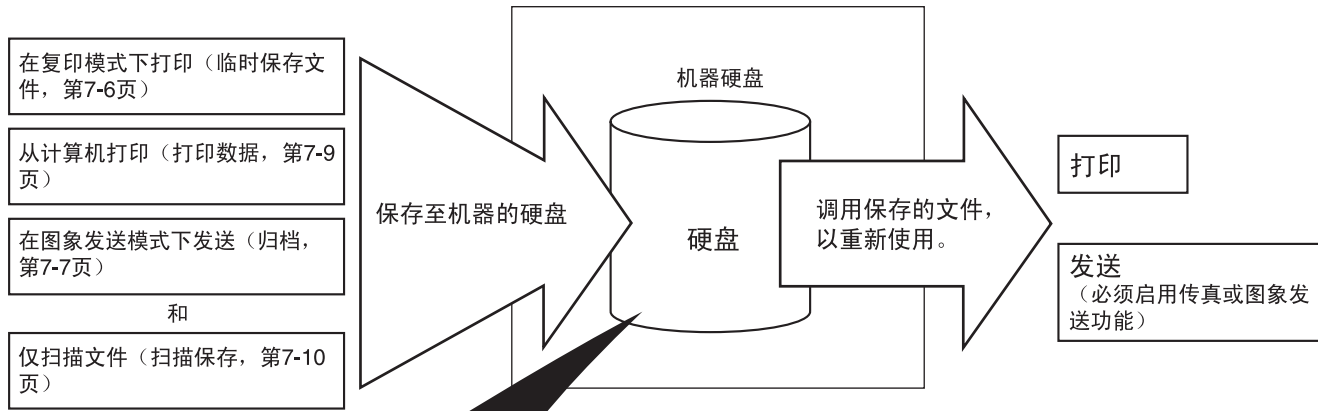 在复印模式下打印（临时保存文
件，第7-6页）
从计算机打印（打印数据，第7-9
页）
在图象发送模式下发送（归档，
第7-7页）
和
仅扫描文件（扫描保存，第7-10
页）
保存至机器的硬盘
机器硬盘
硬盘
调用保存的文件，
以重新使用。
打印
发送
（必须启用传真或图象发
送功能）